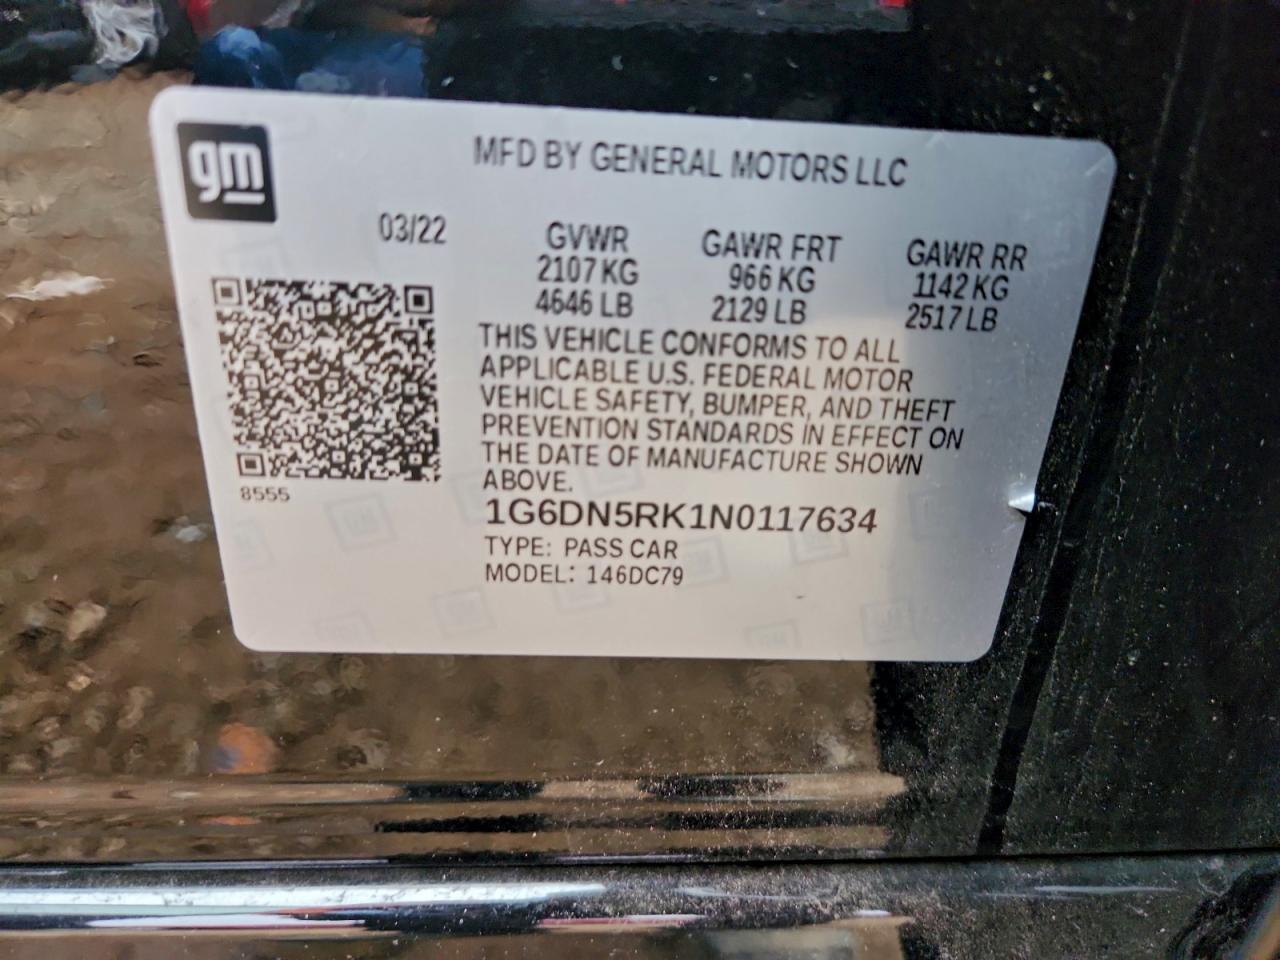 gm
MFD BY GENERAL MOTORS LLC
03/22 GVWR GAWR FRT GAWR RR
2107 KG 966 KG 1142 KG
4646 LB 2129 LB 2517 LB
THIS VEHICLE CONFORMS TO ALL
APPLICABLE U.S. FEDERAL MOTOR
VEHICLE SAFETY, BUMPER, AND THEFT
PREVENTION STANDARDS IN EFFECT ON
THE DATE OF MANUFACTURE SHOWN
ABOVE.
8555
1G6DN5RK1N0117634
TYPE: PASS CAR
MODEL: 146DC79